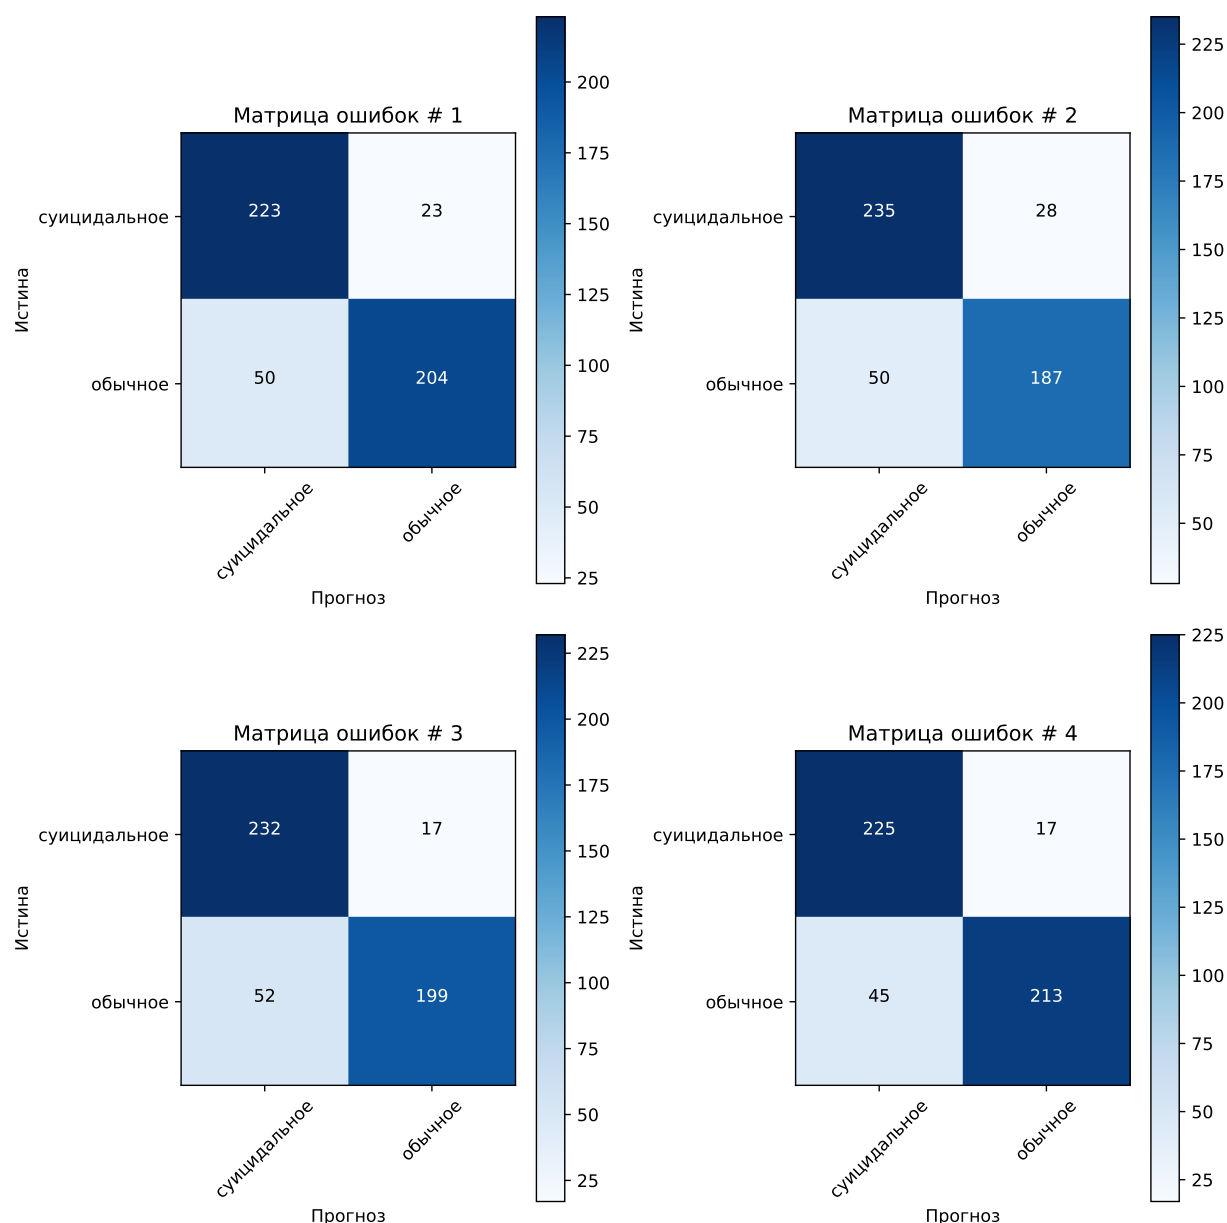 Матрица ошибок # 1
суицидальное
223
23
обычное
50
204
Истина
суицидальное
обычное
Прогноз
200
175
150
125
100
75
50
25
Матрица ошибок # 2
суицидальное
235
28
обычное
50
187
Истина
суицидальное
обычное
Прогноз
225
200
175
150
125
100
75
50
Матрица ошибок # 3
суицидальное
232
17
обычное
52
199
Истина
суицидальное
обычное
Прогноз
225
200
175
150
125
100
75
50
25
Матрица ошибок # 4
суицидальное
225
17
обычное
45
213
Истина
суицидальное
обычное
Прогноз
225
200
175
150
125
100
75
50
25